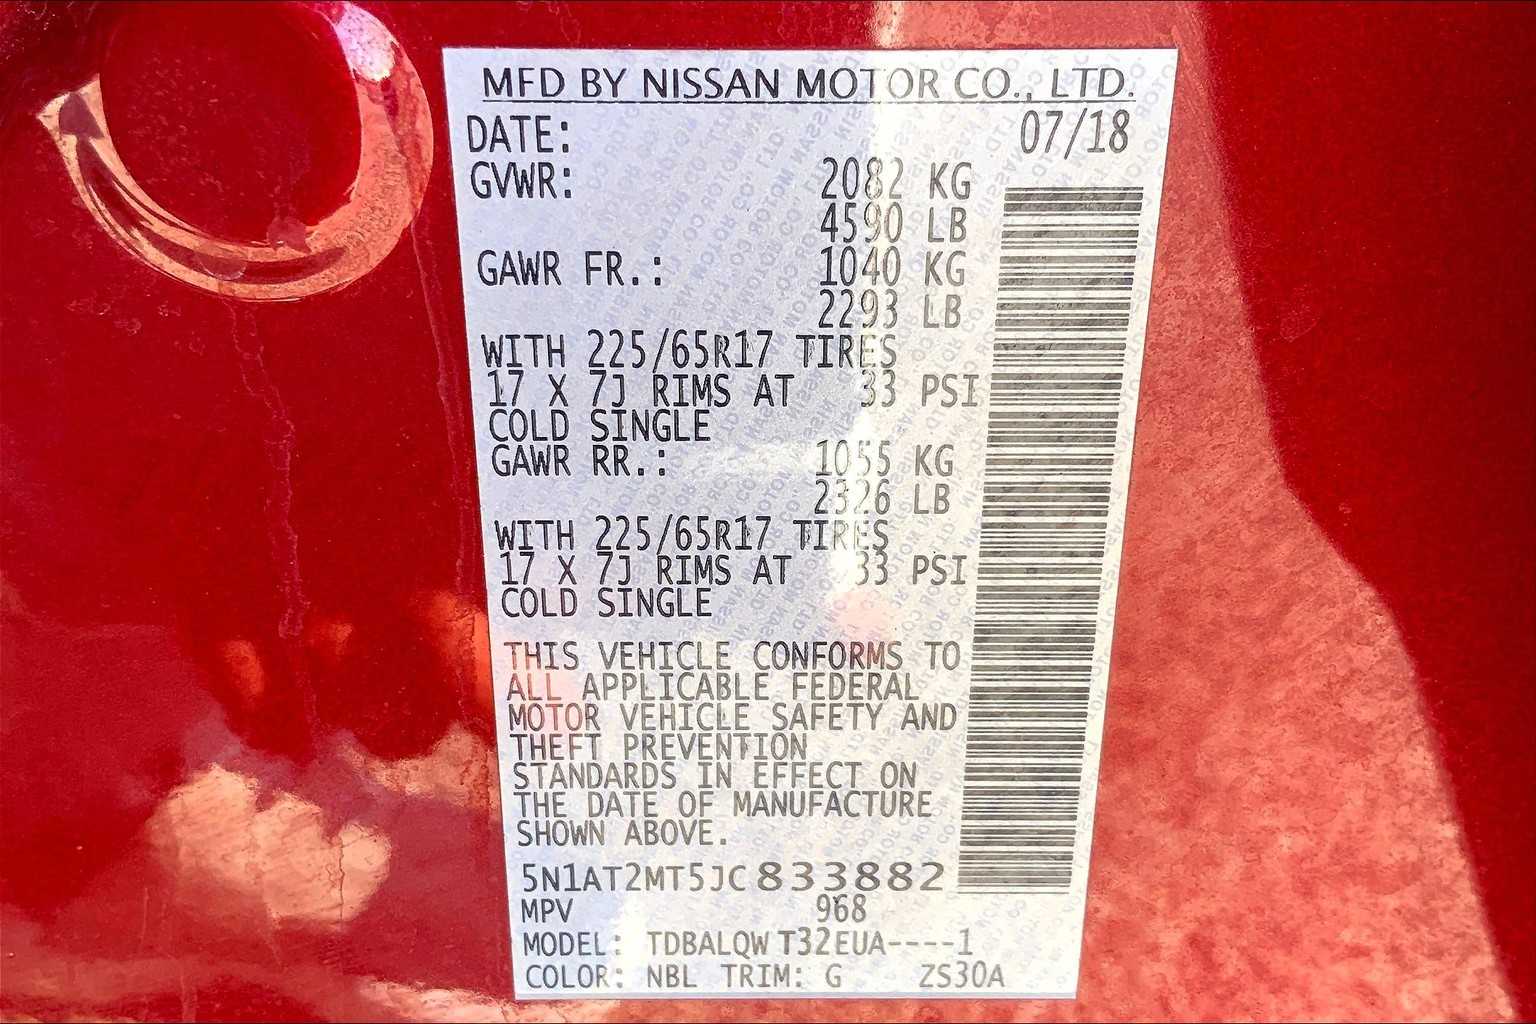 MFD BY NISSAN MOTOR CO., LTD.
DATE: 07/18
GVWR: 2082 KG
4590 LB
GAWR FR.: 1040 KG
2293 LB
WITH 225/65R17 TIRES
17 X 7J RIMS AT 33 PSI
COLD SINGLE
GAWR RR.: 1055 KG
2326 LB
WITH 225/65R17 TIRES
17 X 7J RIMS AT 33 PSI
COLD SINGLE
THIS VEHICLE CONFORMS TO
ALL APPLICABLE FEDERAL
MOTOR VEHICLE SAFETY AND
THEFT PREVENTION
STANDARDS IN EFFECT ON
THE DATE OF MANUFACTURE
SHOWN ABOVE.
5N1AT2MT5JC833882
MPV 968
MODEL: TDBALQWT32EUA----1
COLOR: NBL TRIM: G ZS30A